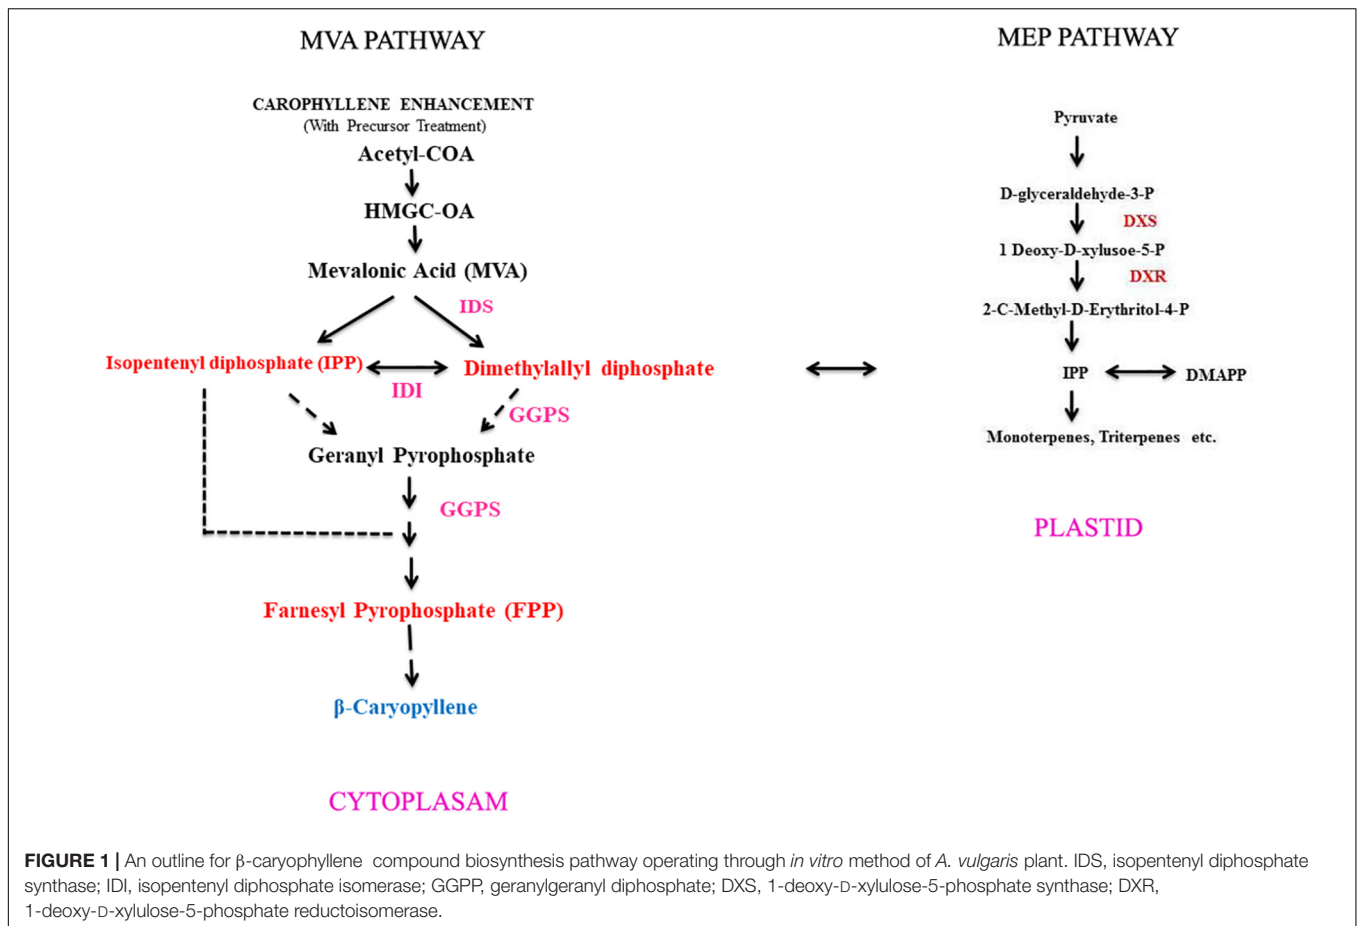 MVA PATHWAY
CAROPHYLLENE ENHANCEMENT
(With Precursor Treatment)
Acetyl-COA
HMGC-OA
Mevalonic Acid (MVA)
IDS
Isopentenyl diphosphate (IPP)
IDI
Dimethylallyl diphosphate
GGPS
Geranyl Pyrophosphate
GGPS
Farnesyl Pyrophosphate (FPP)
β-Caryopyllene
CYTOPLASAM
MEP PATHWAY
Pyruvate
D-glyceraldehyde-3-P
DXS
1 Deoxy-D-xylusoe-5-P
DXR
2-C-Methyl-D-Erythritol-4-P
IPP
DMAPP
Monoterpenes, Triterpenes etc.
PLASTID
FIGURE 1 | An outline for β-caryophyllene compound biosynthesis pathway operating through in vitro method of A. vulgaris plant. IDS, isopentenyl diphosphate
synthase; IDI, isopentenyl diphosphate isomerase; GGPP, geranylgeranyl diphosphate; DXS, 1-deoxy-D-xylulose-5-phosphate synthase; DXR,
1-deoxy-D-xylulose-5-phosphate reductoisomerase.